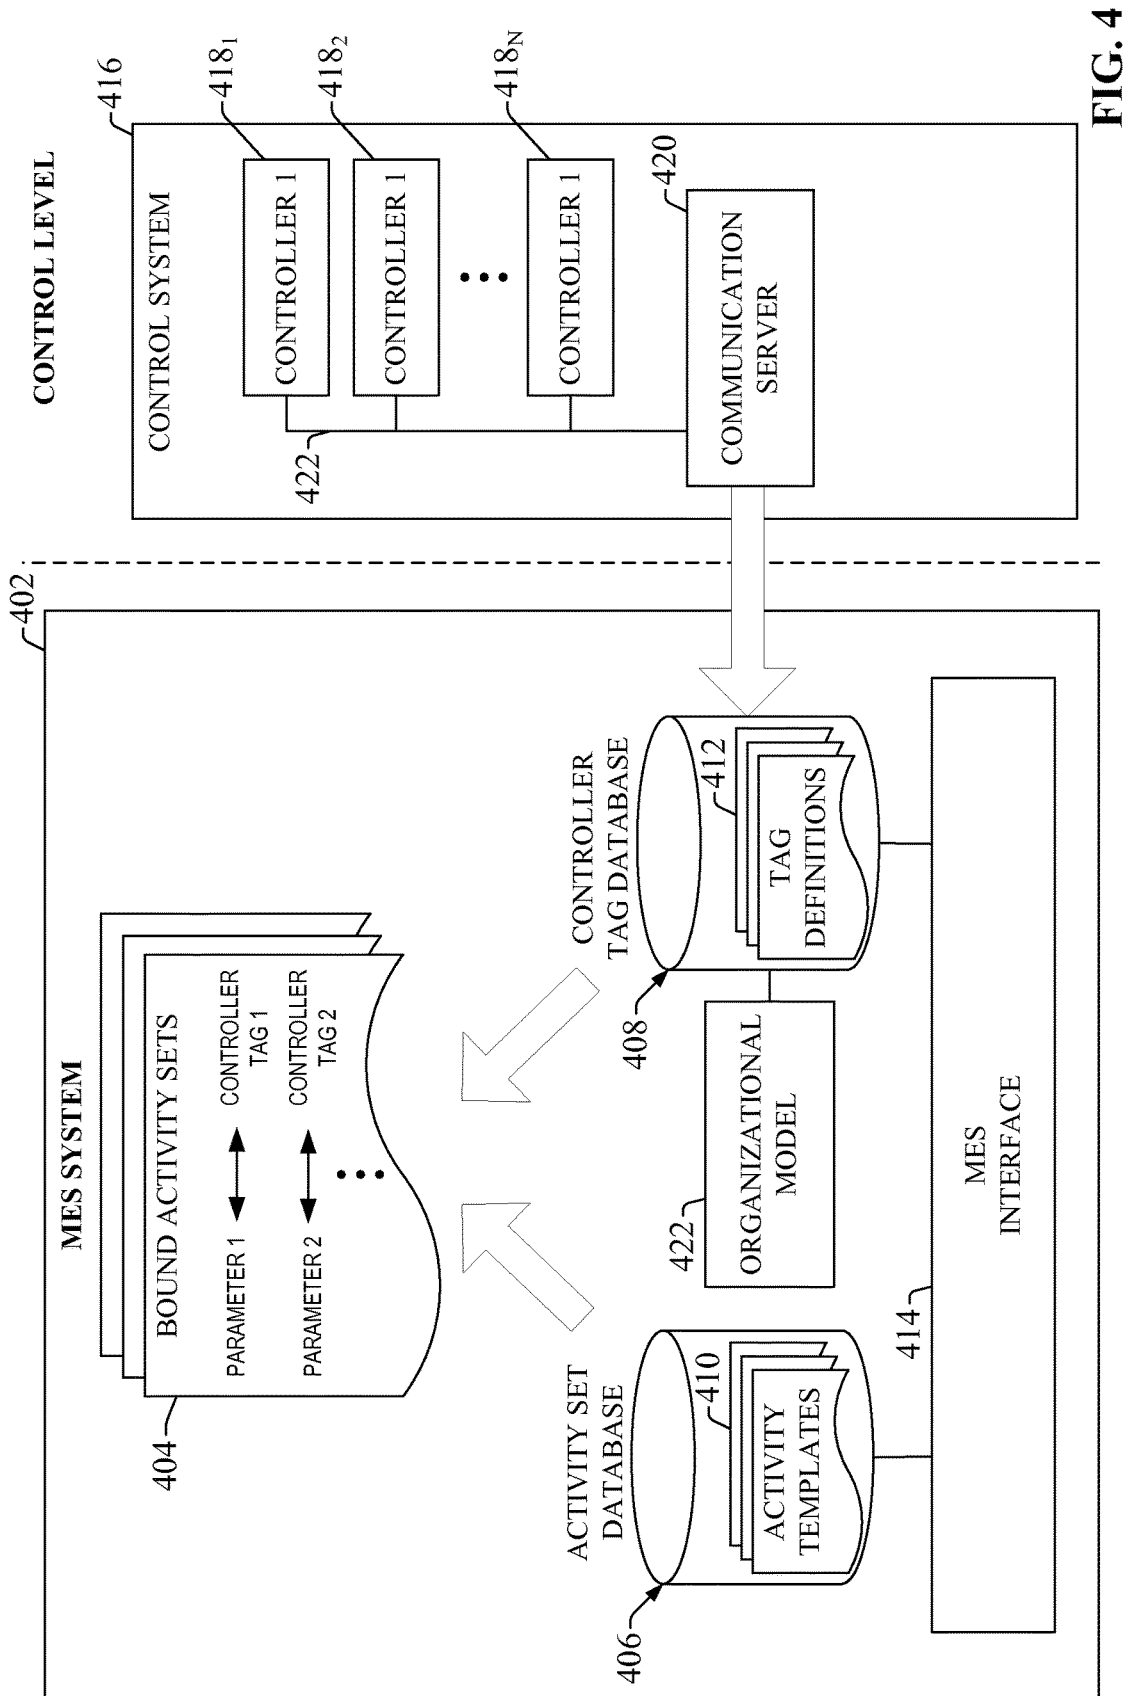 MES SYSTEM
402
CONTROL LEVEL
404
BOUND ACTIVITY SETS
PARAMETER 1
CONTROLLER
TAG 1
PARAMETER 2
CONTROLLER
TAG 2
416
CONTROL SYSTEM
CONTROLLER 1
418₁
CONTROLLER 1
418₂
CONTROLLER 1
418N
422
COMMUNICATION
SERVER
420
406
ACTIVITY SET
DATABASE
410
ACTIVITY
TEMPLATES
422
ORGANIZATIONAL
MODEL
408
CONTROLLER
TAG DATABASE
412
TAG
DEFINITIONS
414
MES
INTERFACE
FIG. 4